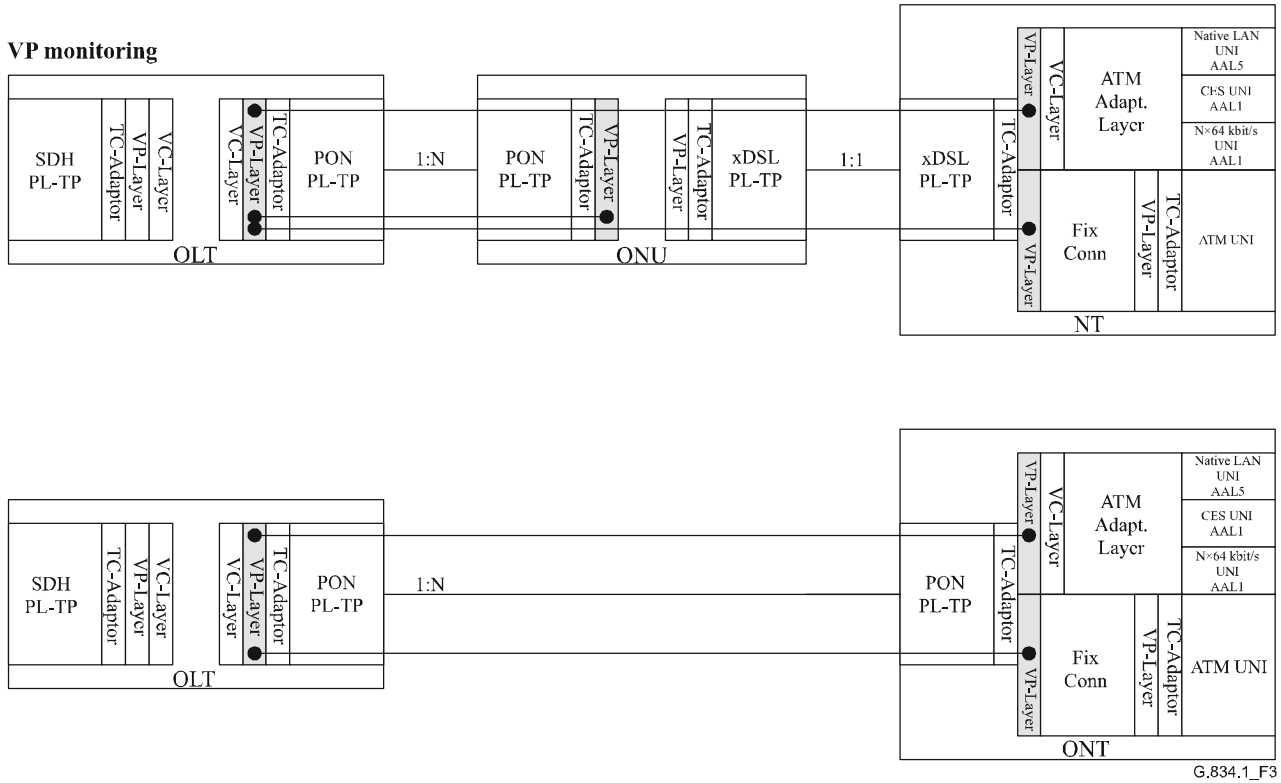 VP monitoring
SDH
PL-TP
TC-Adaptor
VP-Layer
VC-Layer
VC-Layer
VP-Layer
TC-Adaptor
PON
PL-TP
OLT
1:N
PON
PL-TP
TC-Adaptor
VP-Layer
VP-Layer
TC-Adaptor
xDSL
PL-TP
ONU
1:1
xDSL
PL-TP
TC-Adaptor
VP-Layer
VC-Layer
ATM
Adapt.
Layer
Native LAN
UNI
AAL5
CES UNI
AAL1
N×64 kbit/s
UNI
AAL1
VP-Layer
Fix
Conn
VP-Layer
TC-Adaptor
ATM UNI
NT
SDH
PL-TP
TC-Adaptor
VP-Layer
VC-Layer
VC-Layer
VP-Layer
TC-Adaptor
PON
PL-TP
OLT
1:N
PON
PL-TP
TC-Adaptor
VP-Layer
VC-Layer
ATM
Adapt.
Layer
Native LAN
UNI
AAL5
CES UNI
AAL1
N×64 kbit/s
UNI
AAL1
VP-Layer
Fix
Conn
VP-Layer
TC-Adaptor
ATM UNI
ONT
G.834.1_F3